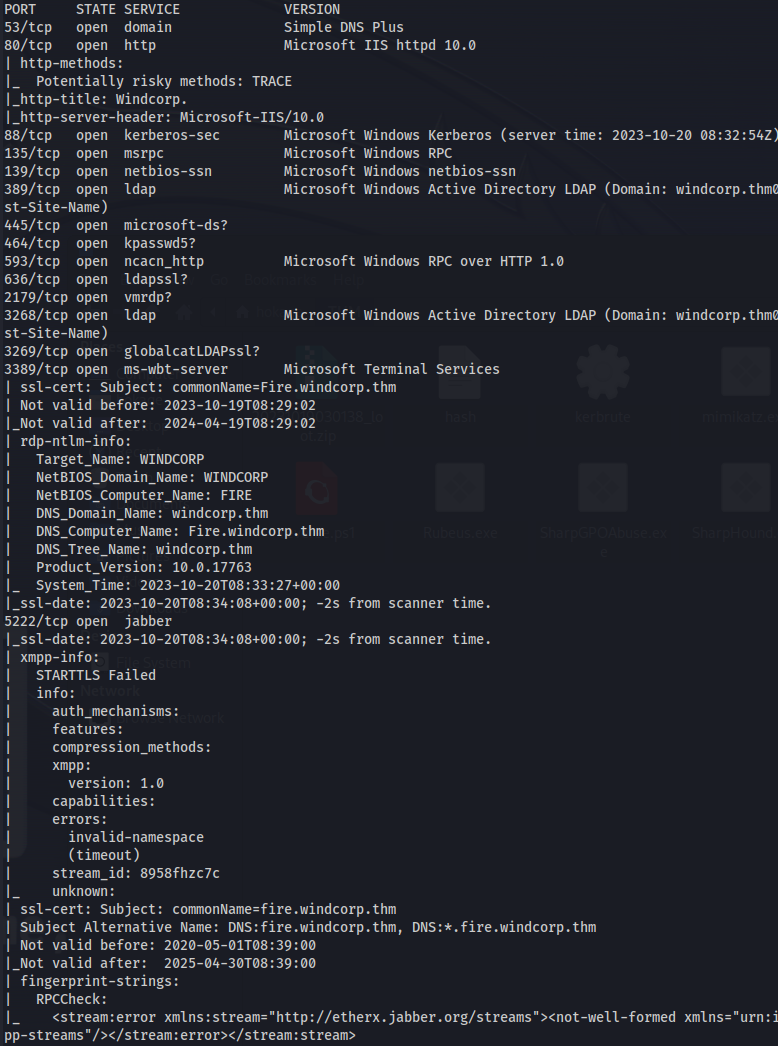 PORT     STATE SERVICE          VERSION
53/tcp   open  domain           Simple DNS Plus
80/tcp   open  http             Microsoft IIS httpd 10.0
| http-methods:
|_  Potentially risky methods: TRACE
|_http-title: Windcorp.
|_http-server-header: Microsoft-IIS/10.0
88/tcp   open  kerberos-sec     Microsoft Windows Kerberos (server time: 2023-10-20 08:32:54Z)
135/tcp  open  msrpc            Microsoft Windows RPC
139/tcp  open  netbios-ssn      Microsoft Windows netbios-ssn
389/tcp  open  ldap             Microsoft Windows Active Directory LDAP (Domain: windcorp.thm0
st-Site-Name)
445/tcp  open  microsoft-ds?
464/tcp  open  kpasswd5?
593/tcp  open  ncacn_http       Microsoft Windows RPC over HTTP 1.0
636/tcp  open  ldapssl?
2179/tcp open  vmrdp?
3268/tcp open  ldap             Microsoft Windows Active Directory LDAP (Domain: windcorp.thm0
st-Site-Name)
3269/tcp open  globalcatLDAPssl?
3389/tcp open  ms-wbt-server    Microsoft Terminal Services
| ssl-cert: Subject: commonName=Fire.windcorp.thm
| Not valid before: 2023-10-19T08:29:02
|_Not valid after:  2024-04-19T08:29:02
| rdp-ntlm-info:
|   Target_Name: WINDCORP
|   NetBIOS_Domain_Name: WINDCORP
|   NetBIOS_Computer_Name: FIRE
|   DNS_Domain_Name: windcorp.thm
|   DNS_Computer_Name: Fire.windcorp.thm
|   DNS_Tree_Name: windcorp.thm
|   Product_Version: 10.0.17763
|_  System_Time: 2023-10-20T08:33:27+00:00
|_ssl-date: 2023-10-20T08:34:08+00:00; -2s from scanner time.
5222/tcp open  jabber
|_ssl-date: 2023-10-20T08:34:08+00:00; -2s from scanner time.
| xmpp-info:
|   STARTTLS Failed
|   info:
|     auth_mechanisms:
|     features:
|     compression_methods:
|     xmpp:
|       version: 1.0
|     capabilities:
|     errors:
|       invalid-namespace
|       (timeout)
|     stream_id: 8958fhzc7c
|_    unknown:
| ssl-cert: Subject: commonName=fire.windcorp.thm
| Subject Alternative Name: DNS:fire.windcorp.thm, DNS:*.fire.windcorp.thm
| Not valid before: 2020-05-01T08:39:00
|_Not valid after:  2025-04-30T08:39:00
| fingerprint-strings:
|   RPCCheck:
|_    <stream:error xmlns:stream="http://etherx.jabber.org/streams"><not-well-formed xmlns="urn:i
pp-streams"/></stream:error></stream:stream>
hash
kerbrute
mimikatz.e
.ps1
Rubeus.exe
SharpGPOAbuse.ex
e
SharpHound
File System
Network
Network